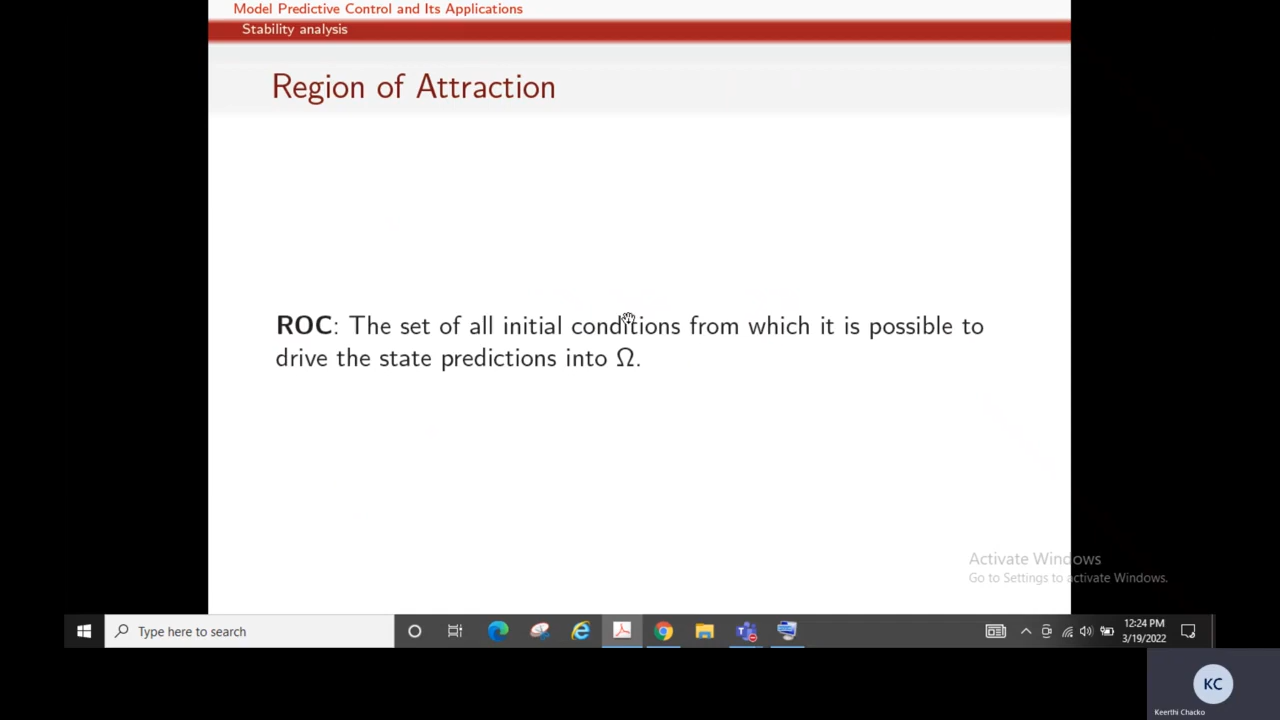 Model Predictive Control and Its Applications
Stability analysis
Region of Attraction
ROC: The set of all initial conditions from which it is possible to
drive the state predictions into Ω.
Activate Windows
Go to Settings to activate Windows.
Type here to search
12:24 PM
3/19/2022
KC
Keerthi Chacko